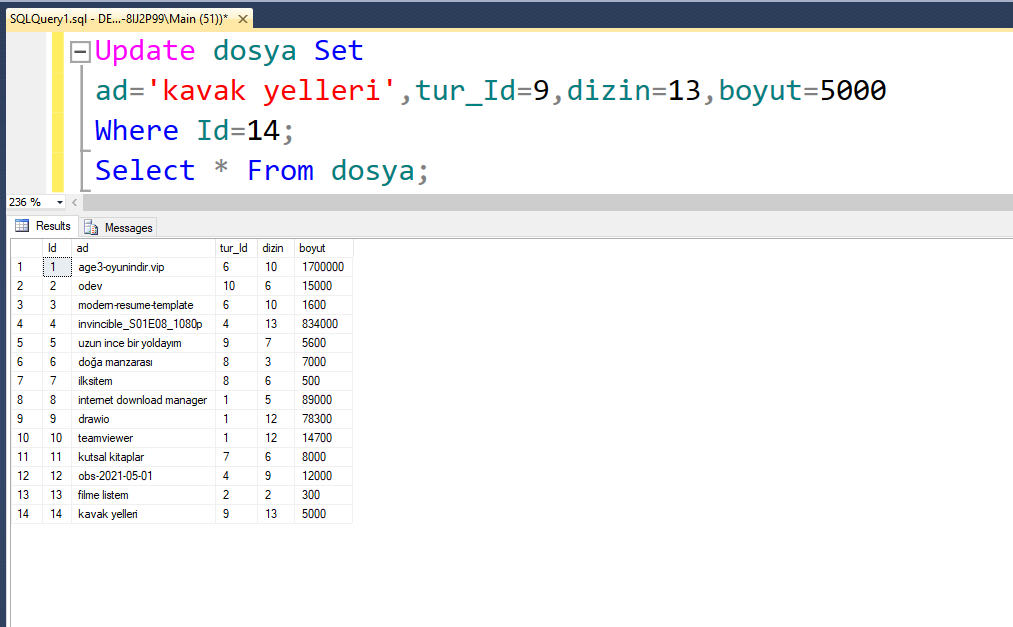 SQLQuery1.sql - DE...-8IJ2P99\Main (51))*
Update dosya Set
ad='kavak yelleri',tur_Id=9,dizin=13,boyut=5000
Where Id=14;
Select * From dosya;
236 %
Results Messages
Id ad tur_Id dizin boyut
1 1 age3-oyunindir.vip 6 10 1700000
2 2 odev 10 6 15000
3 3 modern-resume-template 6 10 1600
4 4 invincible_S01E08_1080p 4 13 834000
5 5 uzun ince bir yoldayım 9 7 5600
6 6 doğa manzarası 8 3 7000
7 7 ilksitem 8 6 500
8 8 internet download manager 1 5 89000
9 9 drawio 1 12 78300
10 10 teamviewer 1 12 14700
11 11 kutsal kitaplar 7 6 8000
12 12 obs-2021-05-01 4 9 12000
13 13 filme listem 2 2 300
14 14 kavak yelleri 9 13 5000